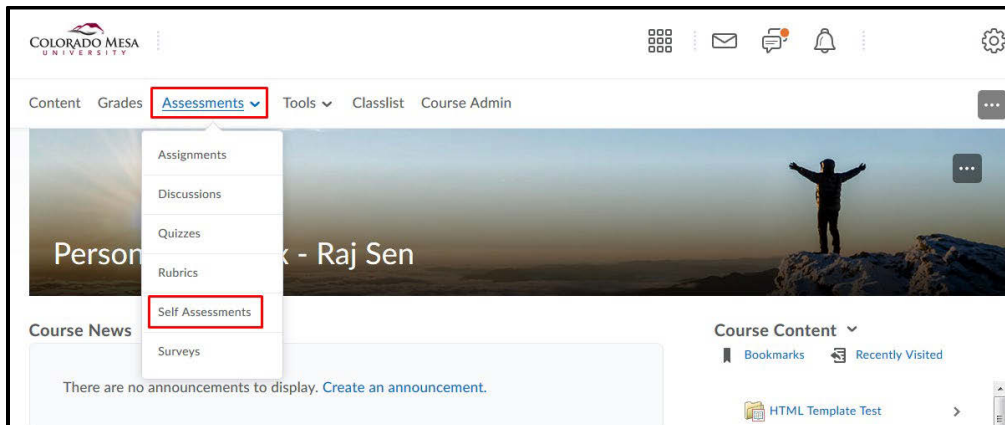 COLORADO MESA
UNIVERSITY
Content Grades Assessments Tools Classlist Course Admin
Assignments
Discussions
Quizzes
Rubrics
Self Assessments
Surveys
Person x - Raj Sen
Course News
There are no announcements to display. Create an announcement.
Course Content
Bookmarks Recently Visited
HTML Template Test